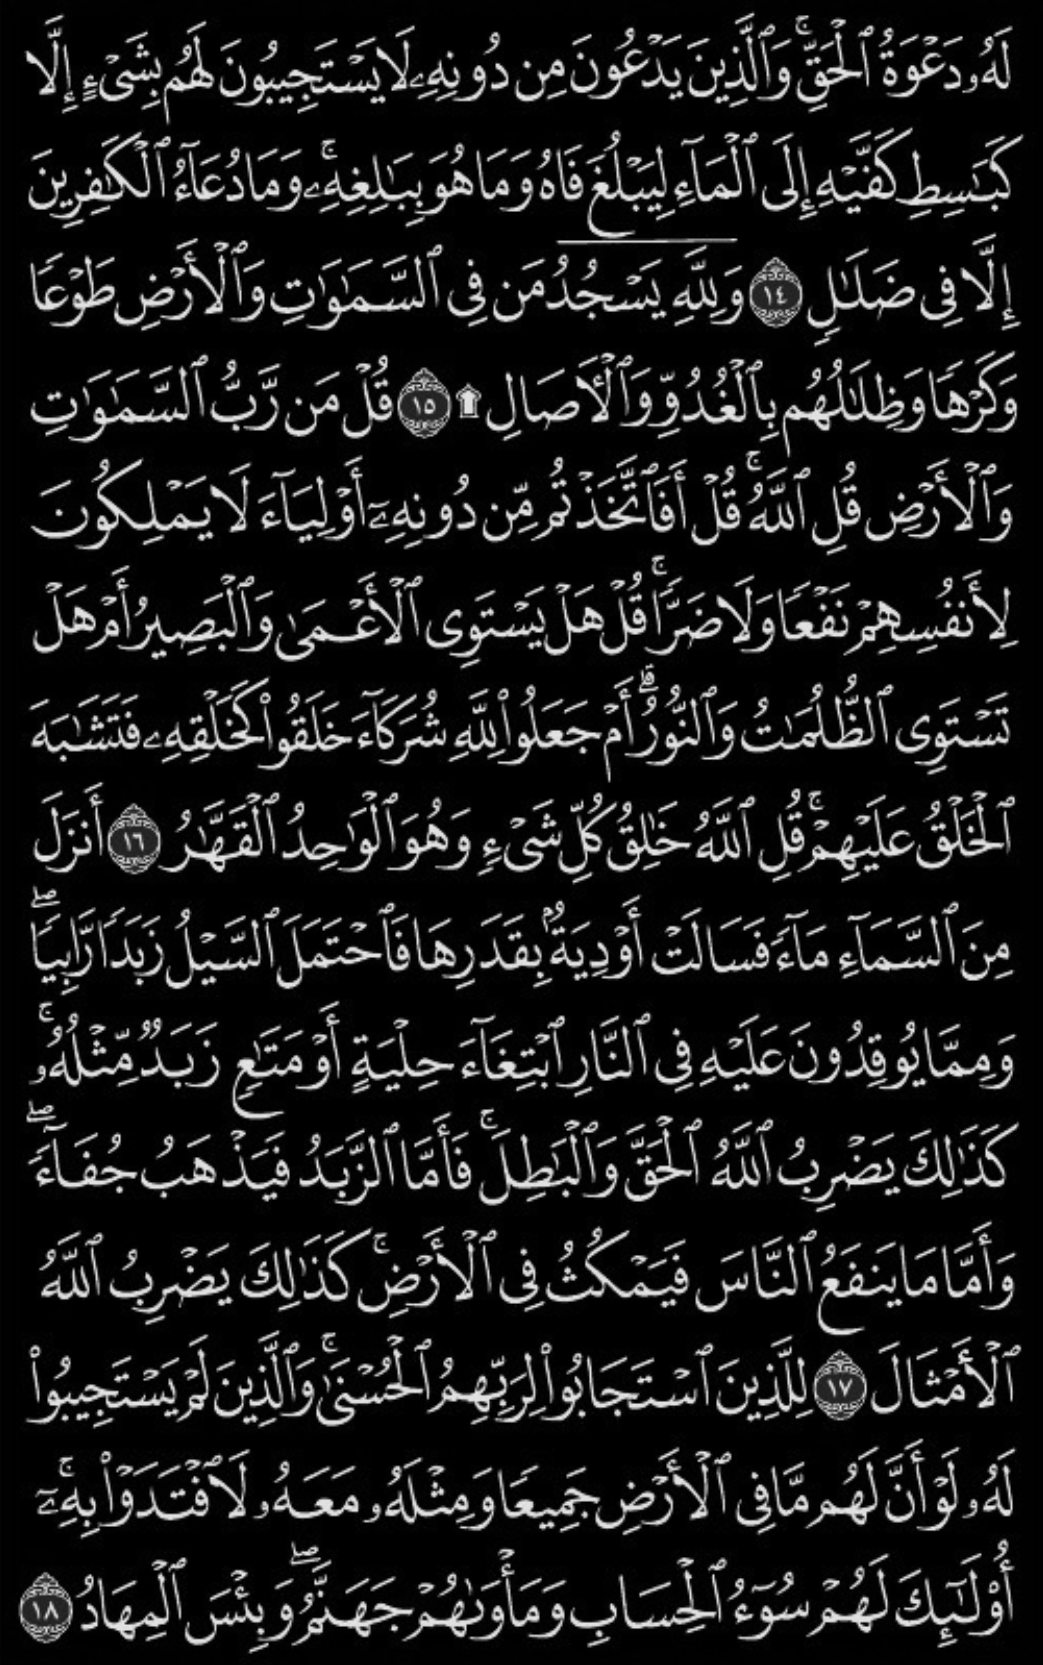 لَهُۥ دَعْوَةُ ٱلْحَقِّ ۚ وَٱلَّذِينَ يَدْعُونَ مِن دُونِهِۦ لَا يَسْتَجِيبُونَ لَهُم بِشَىْءٍ إِلَّا
كَبَـٰسِطِ كَفَّيْهِ إِلَى ٱلْمَآءِ لِيَبْلُغَ فَاهُ وَمَا هُوَ بِبَـٰلِغِهِۦ ۚ وَمَا دُعَآءُ ٱلْكَـٰفِرِينَ
إِلَّا فِى ضَلَـٰلٍ ١٤ وَلِلَّهِ يَسْجُدُ مَن فِى ٱلسَّمَـٰوَٰتِ وَٱلْأَرْضِ طَوْعًا
وَكَرْهًا وَظِلَـٰلُهُم بِٱلْغُدُوِّ وَٱلْـَٔاصَالِ ۩ ١٥ قُلْ مَن رَّبُّ ٱلسَّمَـٰوَٰتِ
وَٱلْأَرْضِ قُلِ ٱللَّهُ ۚ قُلْ أَفَٱتَّخَذْتُم مِّن دُونِهِۦٓ أَوْلِيَآءَ لَا يَمْلِكُونَ
لِأَنفُسِهِمْ نَفْعًا وَلَا ضَرًّا ۚ قُلْ هَلْ يَسْتَوِى ٱلْأَعْمَىٰ وَٱلْبَصِيرُ أَمْ هَلْ
تَسْتَوِى ٱلظُّلُمَـٰتُ وَٱلنُّورُ ۗ أَمْ جَعَلُوا۟ لِلَّهِ شُرَكَآءَ خَلَقُوا۟ كَخَلْقِهِۦ فَتَشَـٰبَهَ
ٱلْخَلْقُ عَلَيْهِمْ ۚ قُلِ ٱللَّهُ خَـٰلِقُ كُلِّ شَىْءٍ وَهُوَ ٱلْوَٰحِدُ ٱلْقَهَّـٰرُ ١٦ أَنزَلَ
مِنَ ٱلسَّمَآءِ مَآءً فَسَالَتْ أَوْدِيَةٌۢ بِقَدَرِهَا فَٱحْتَمَلَ ٱلسَّيْلُ زَبَدًا رَّابِيًا ۖ
وَمِمَّا يُوقِدُونَ عَلَيْهِ فِى ٱلنَّارِ ٱبْتِغَآءَ حِلْيَةٍ أَوْ مَتَـٰعٍ زَبَدٌ مِّثْلُهُۥ ۚ
كَذَٰلِكَ يَضْرِبُ ٱللَّهُ ٱلْحَقَّ وَٱلْبَـٰطِلَ ۚ فَأَمَّا ٱلزَّبَدُ فَيَذْهَبُ جُفَآءً ۖ
وَأَمَّا مَا يَنفَعُ ٱلنَّاسَ فَيَمْكُثُ فِى ٱلْأَرْضِ ۚ كَذَٰلِكَ يَضْرِبُ ٱللَّهُ
ٱلْأَمْثَالَ ١٧ لِلَّذِينَ ٱسْتَجَابُوا۟ لِرَبِّهِمُ ٱلْحُسْنَىٰ ۚ وَٱلَّذِينَ لَمْ يَسْتَجِيبُوا۟
لَهُۥ لَوْ أَنَّ لَهُم مَّا فِى ٱلْأَرْضِ جَمِيعًا وَمِثْلَهُۥ مَعَهُۥ لَٱفْتَدَوْا۟ بِهِۦٓ ۚ
أُو۟لَـٰٓئِكَ لَهُمْ سُوٓءُ ٱلْحِسَابِ وَمَأْوَىٰهُمْ جَهَنَّمُ ۖ وَبِئْسَ ٱلْمِهَادُ ١٨